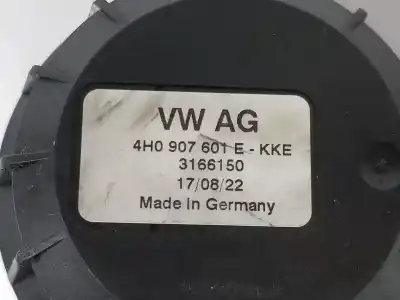 VW AG
4H0 907 601 E - KKE
3166150
17/08/22
Made in Germany